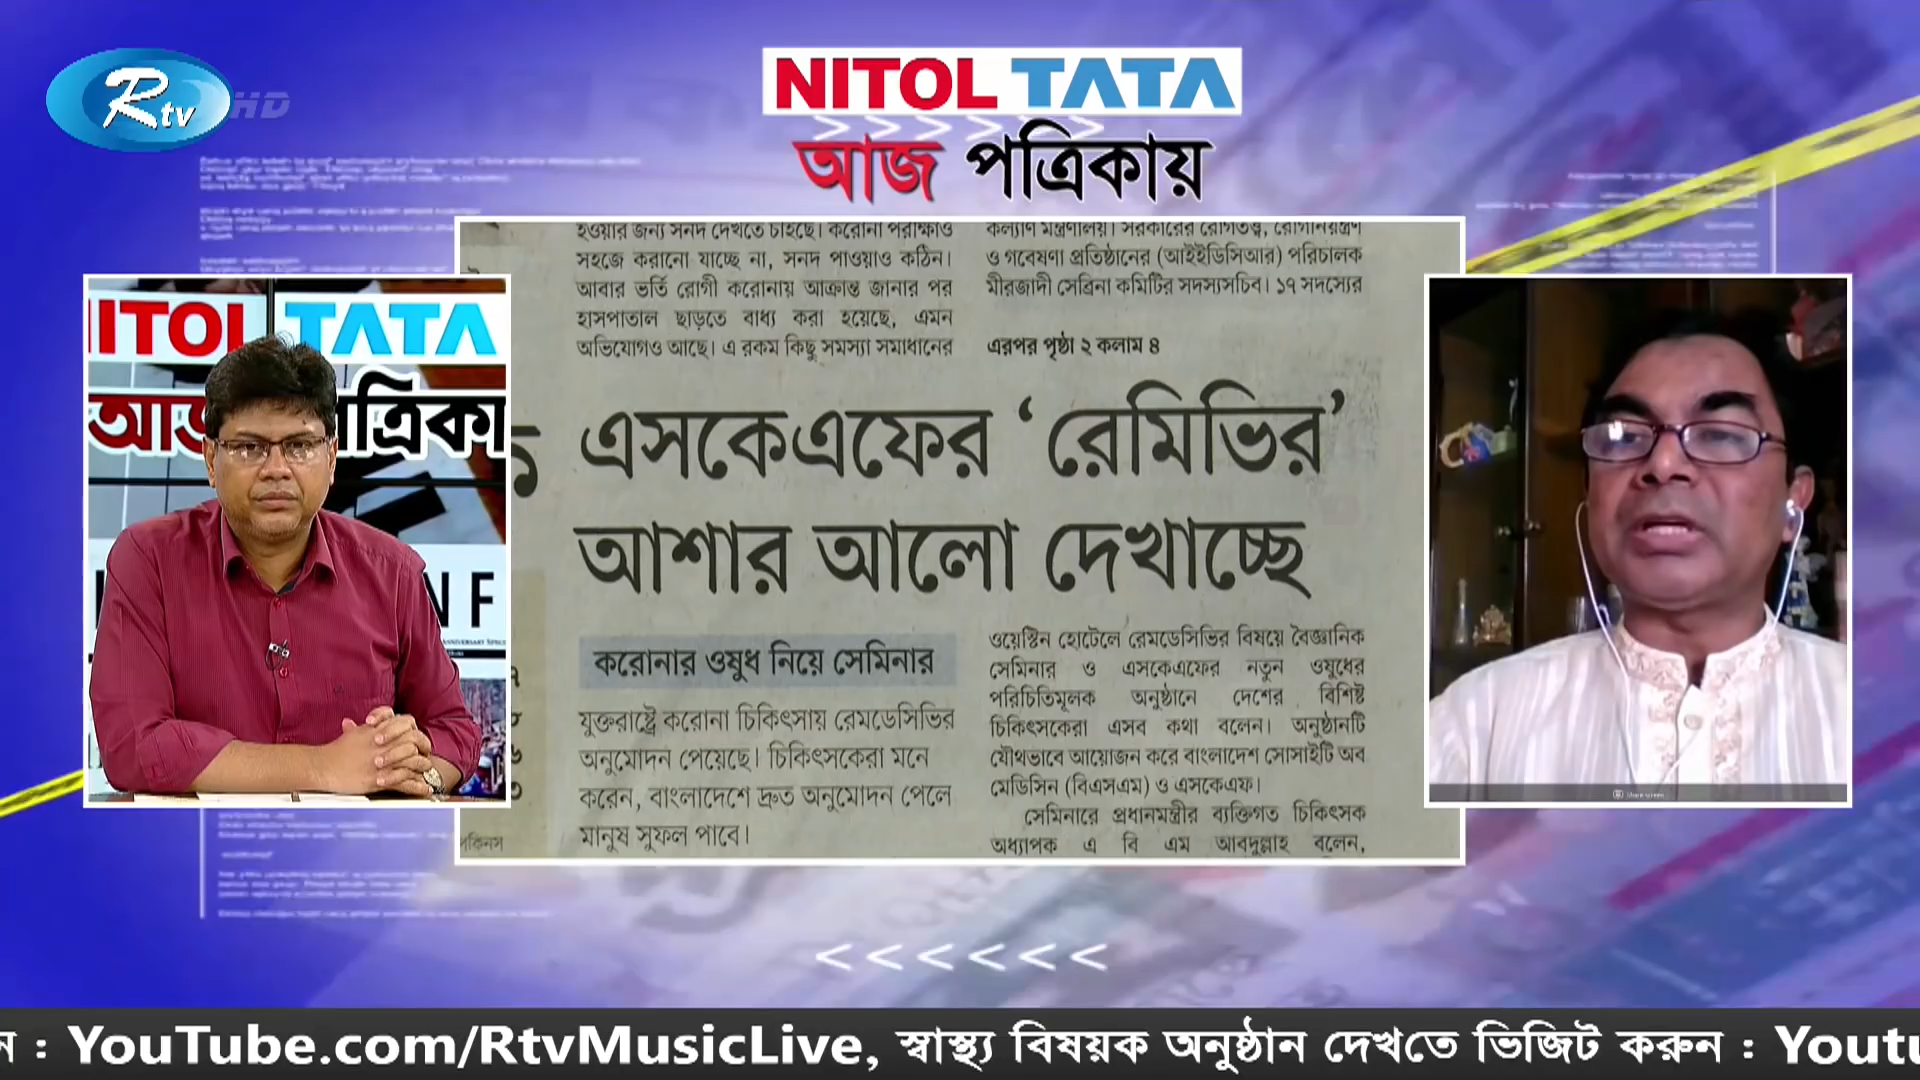 Rtv HD
NITOL TATA
আজ পত্রিকায়
হওয়ার জন্য সনদ দেখতে চাইছে। করোনা পরীক্ষাও
সহজে করানো যাচ্ছে না, সনদ পাওয়াও কঠিন।
আবার ভর্তি রোগী করোনায় আক্রান্ত জানার পর
হাসপাতাল ছাড়তে বাধ্য করা হয়েছে, এমন
অভিযোগও আছে। এ রকম কিছু সমস্যা সমাধানের
কল্যাণ মন্ত্রণালয়। সরকারের রোগতত্ত্ব, রোগনিয়ন্ত্রণ
ও গবেষণা প্রতিষ্ঠানের (আইইডিসিআর) পরিচালক
মীরজাদী সেব্রিনা কমিটির সদস্যসচিব। ১৭ সদস্যের
এরপর পৃষ্ঠা ২ কলাম ৪
এসকেএফের ‘রেমিভির’
আশার আলো দেখাচ্ছে
করোনার ওষুধ নিয়ে সেমিনার
যুক্তরাষ্ট্রে করোনা চিকিৎসায় রেমডেসিভির
অনুমোদন পেয়েছে। চিকিৎসকেরা মনে
করেন, বাংলাদেশে দ্রুত অনুমোদন পেলে
মানুষ সুফল পাবে।
ওয়েস্টিন হোটেলে রেমডেসিভির বিষয়ে বৈজ্ঞানিক
সেমিনার ও এসকেএফের নতুন ওষুধের
পরিচিতিমূলক অনুষ্ঠানে দেশের বিশিষ্ট
চিকিৎসকেরা এসব কথা বলেন। অনুষ্ঠানটি
যৌথভাবে আয়োজন করে বাংলাদেশ সোসাইটি অব
মেডিসিন (বিএসএম) ও এসকেএফ।
সেমিনারে প্রধানমন্ত্রীর ব্যক্তিগত চিকিৎসক
অধ্যাপক এ বি এম আবদুল্লাহ বলেন,
NITOL TATA
আজ পত্রিকা
ন : YouTube.com/RtvMusicLive, স্বাস্থ্য বিষয়ক অনুষ্ঠান দেখতে ভিজিট করুন : Youtu